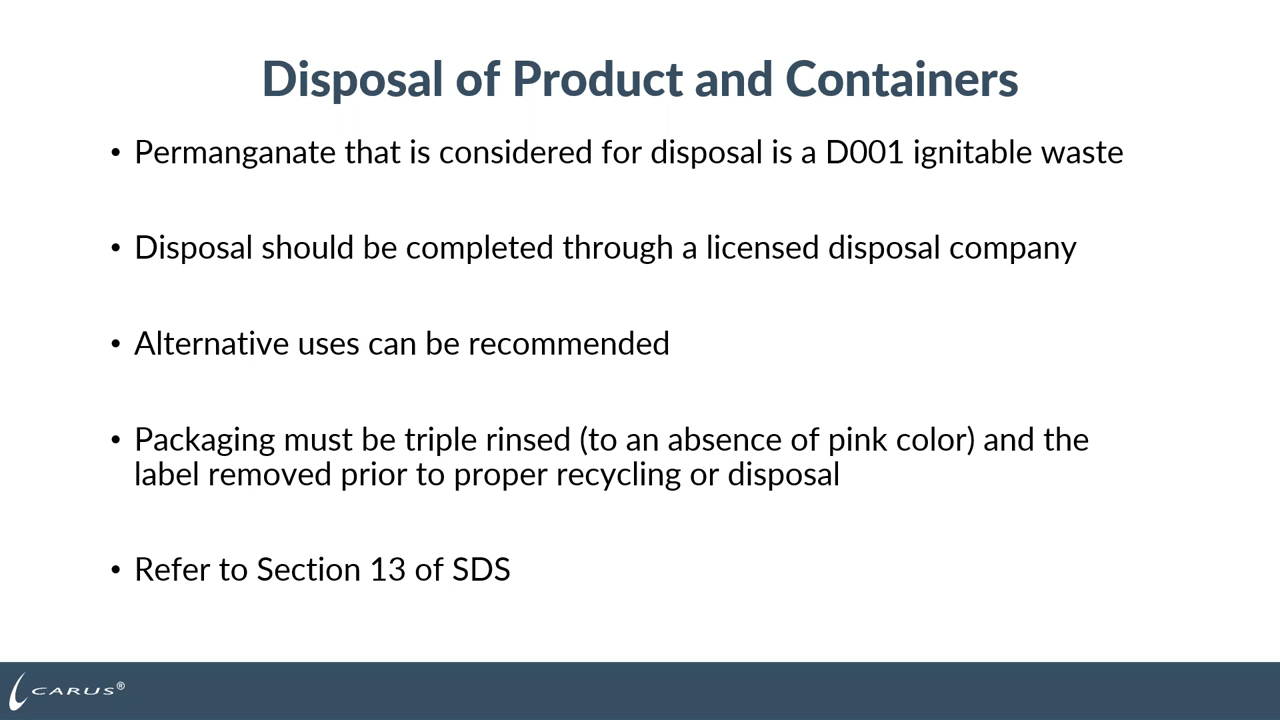 Disposal of Product and Containers
• Permanganate that is considered for disposal is a D001 ignitable waste
• Disposal should be completed through a licensed disposal company
• Alternative uses can be recommended
• Packaging must be triple rinsed (to an absence of pink color) and the
label removed prior to proper recycling or disposal
• Refer to Section 13 of SDS
CARUS®